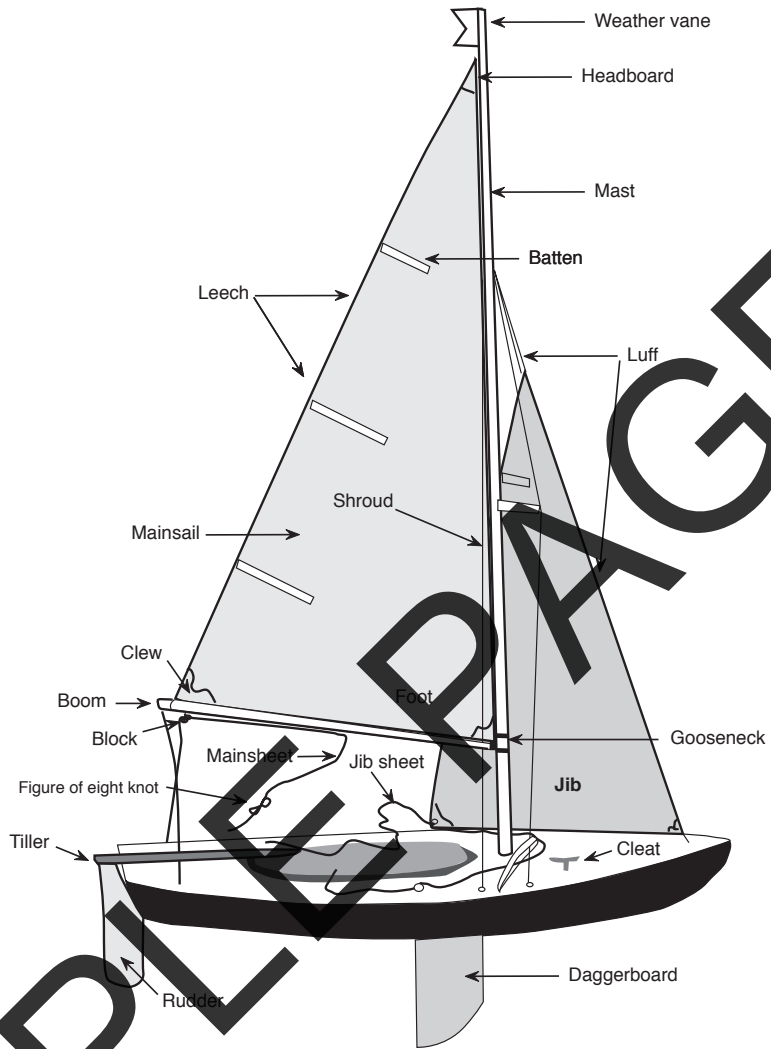 Weather vane
Headboard
Mast
Batten
Leech
Luff
Shroud
Mainsail
Clew
Boom
Foot
Block
Gooseneck
Mainsheet
Jib sheet
Figure of eight knot
Jib
Tiller
Cleat
Daggerboard
Rudder
PLE PAGE